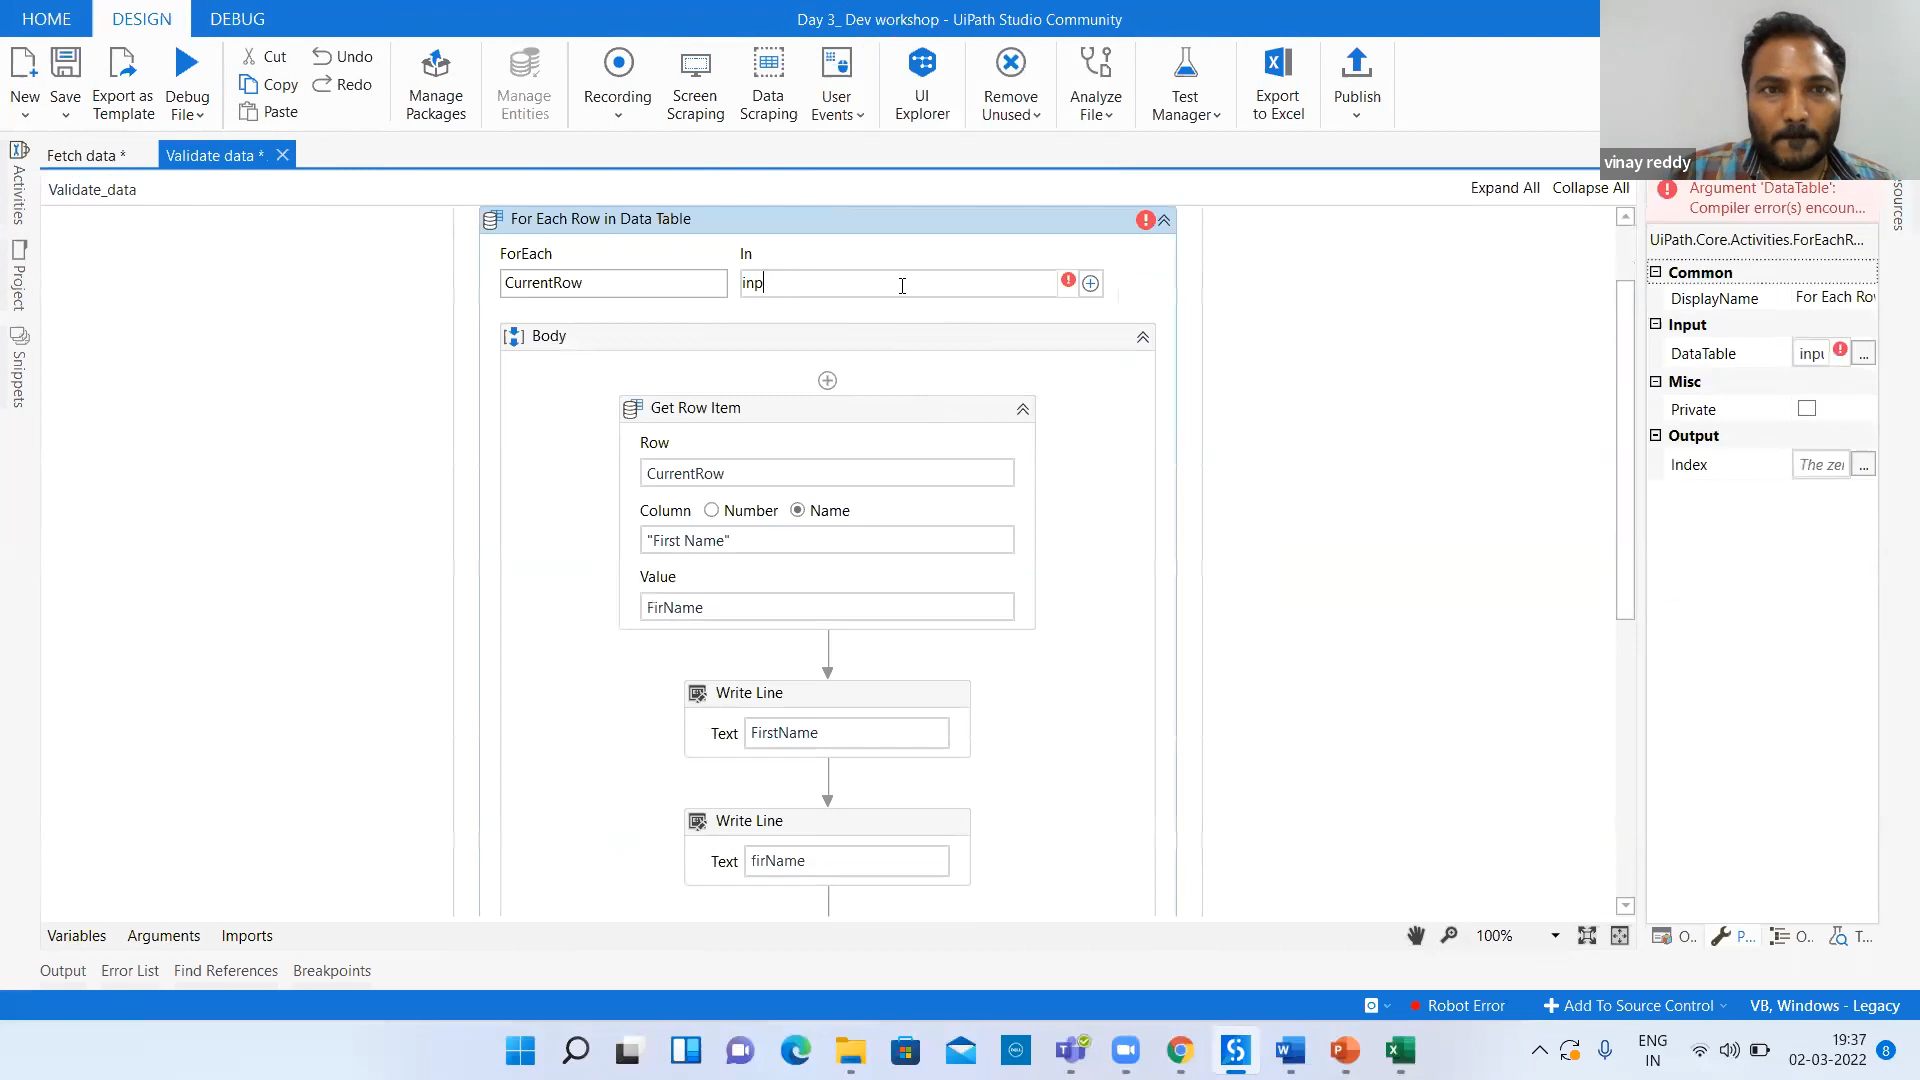 HOME
DESIGN
DEBUG
Day 3_ Dev workshop - UiPath Studio Community
New
Save
Export as
Template
Debug
File
Cut
Copy
Paste
Undo
Redo
Manage
Packages
Manage
Entities
Recording
Screen
Scraping
Data
Scraping
User
Events
UI
Explorer
Remove
Unused
Analyze
File
Test
Manager
Export
to Excel
Publish
vinay reddy
Fetch data *
Validate data *
Validate_data
Expand All
Collapse All
Argument 'DataTable':
Compiler error(s) encoun...
Activities
Project
Snippets
For Each Row in Data Table
ForEach
In
CurrentRow
inp
Body
Get Row Item
Row
CurrentRow
Column
Number
Name
"First Name"
Value
FirName
Write Line
Text
FirstName
Write Line
Text
firName
UiPath.Core.Activities.ForEachR...
Common
DisplayName
For Each Ro
Input
DataTable
inpu
...
Misc
Private
Output
Index
The zer
...
Variables
Arguments
Imports
100%
O..
P...
O..
T...
Output
Error List
Find References
Breakpoints
Robot Error
Add To Source Control
VB, Windows - Legacy
DELL
ENG
IN
19:37
02-03-2022
8